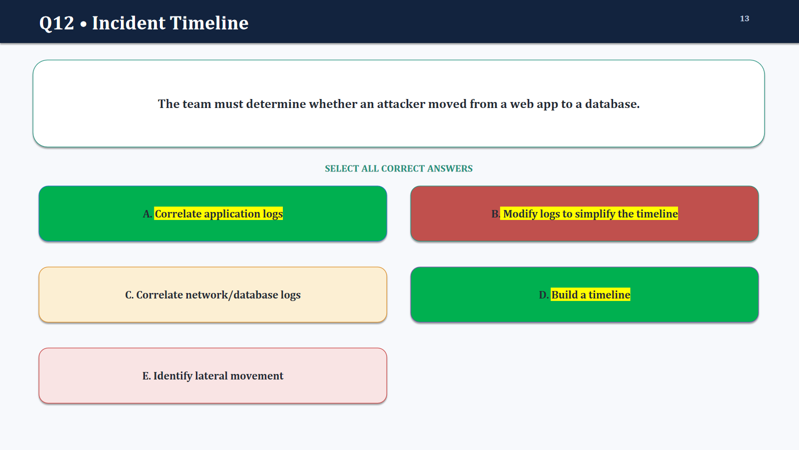 Q12 • Incident Timeline
13
The team must determine whether an attacker moved from a web app to a database.
SELECT ALL CORRECT ANSWERS
A. Correlate application logs
B. Modify logs to simplify the timeline
C. Correlate network/database logs
D. Build a timeline
E. Identify lateral movement